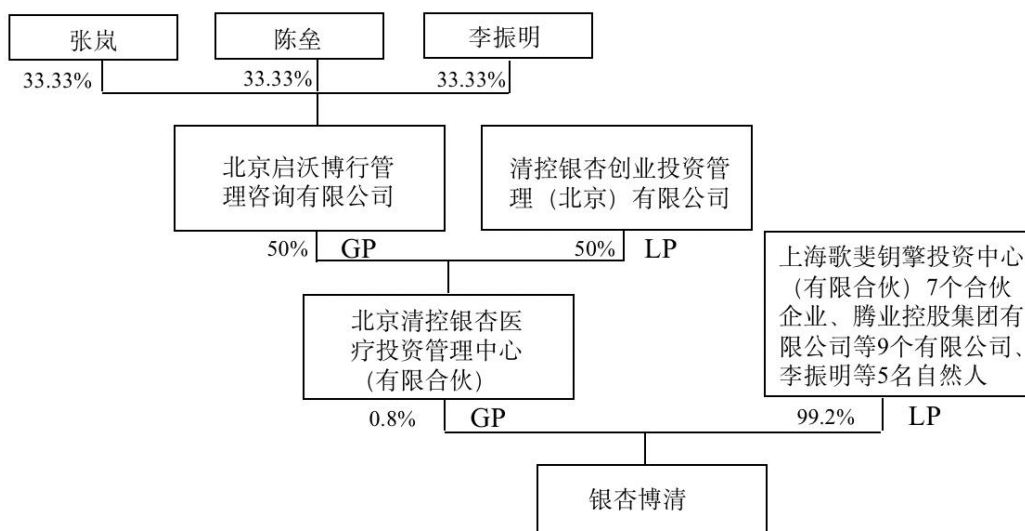 张岚
陈垒
李振明
33.33%
33.33%
33.33%
北京启沃博行管
理咨询有限公司
清控银杏创业投资管
理（北京）有限公司
50%
GP
50%
LP
上海歌斐钥擎投资中心
（有限合伙）7个合伙
企业、腾业控股集团有
限公司等9个有限公司、
李振明等5名自然人
北京清控银杏医
疗投资管理中心
（有限合伙）
0.8%
GP
99.2%
LP
银杏博清